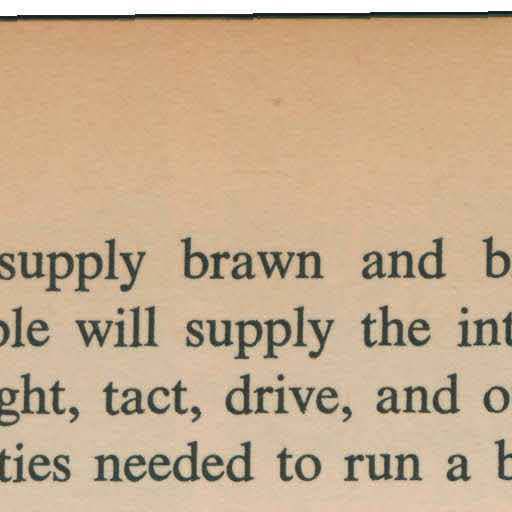 supply brawn and b
ple will supply the int
ght, tact, drive, and o
ties needed to run a b